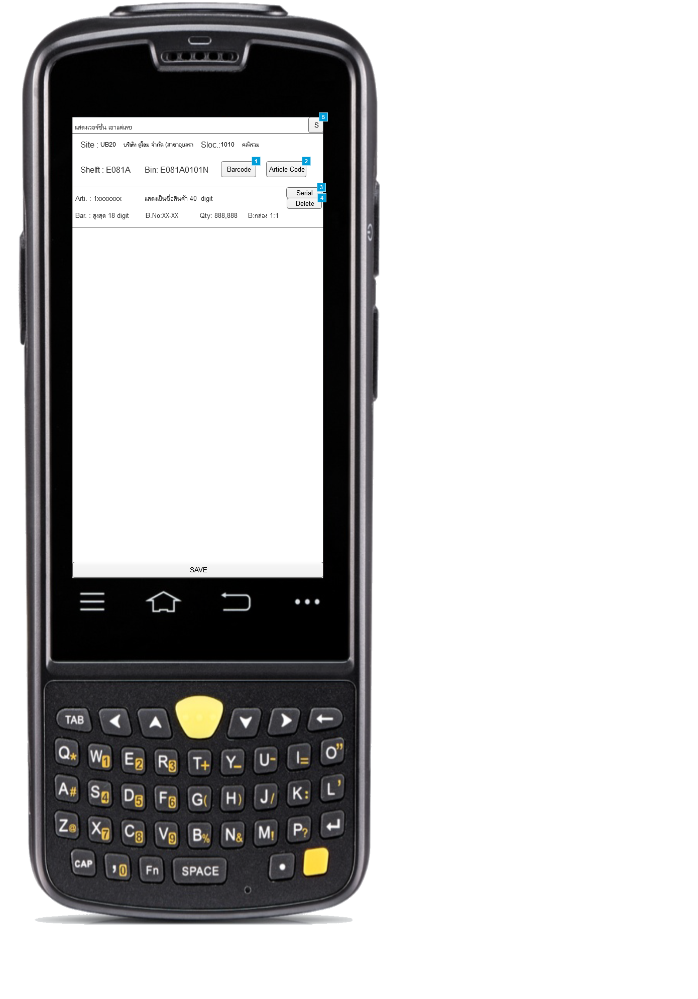 5
แสดงเวอร์ชั่น เอาแค่เลข S
Site : UB20 บริษัท ดูโฮม จำกัด (สาขาอุบลรา Sloc.:1010 คลังรวม
1 2
Shelft : E081A Bin: E081A0101N Barcode Article Code
3
Serial
4
Arti. : 1xxxxxxx แสดงเป็นชื่อสินค้า 40 digit
Delete
Bar. : สูงสุด 18 digit B.No:XX-XX Qty: 888,888 B:กล่อง 1:1
SAVE
TAB
Q* W1 E2 R3 T+ Y_ U- I= O"
A# S4 D5 F6 G( H) J/ K: L'
Z@ X7 C8 V9 B% N& M! P?
CAP , 0 Fn SPACE .